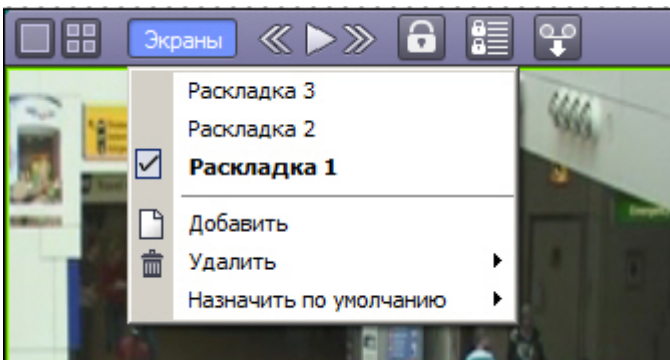 Экраны
Раскладка 3
Раскладка 2
Раскладка 1
Добавить
Удалить
Назначить по умолчанию